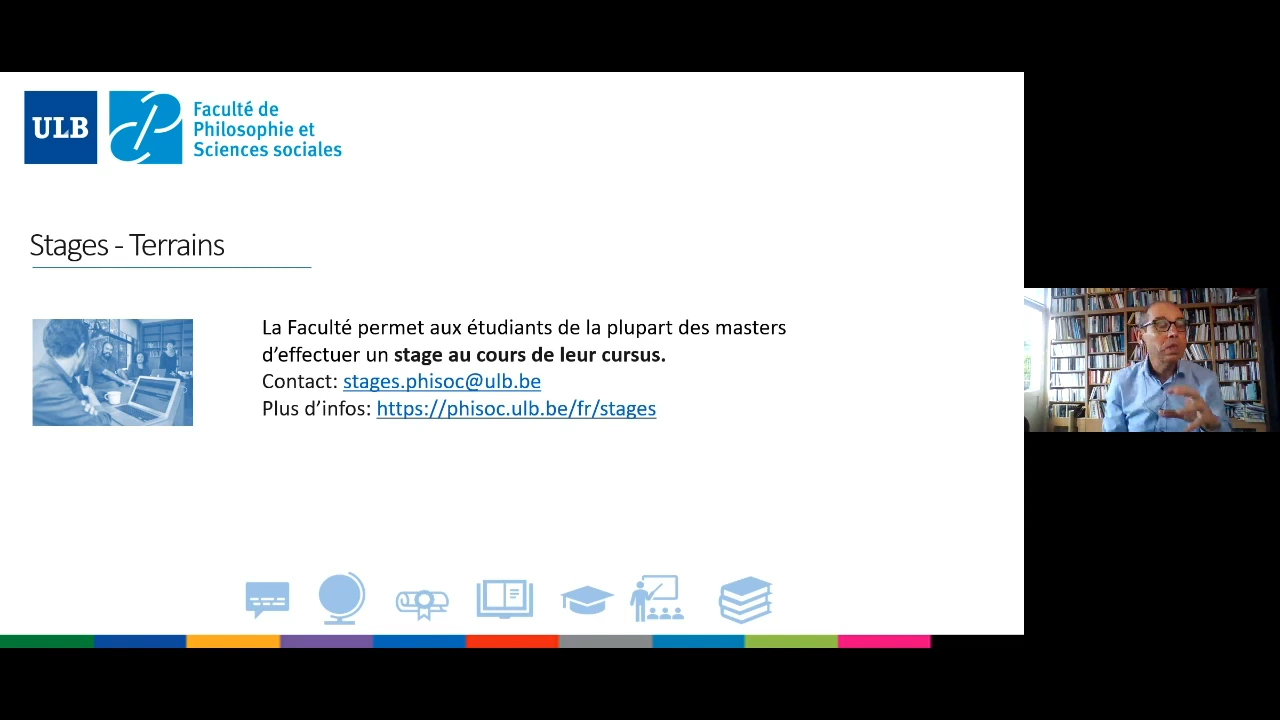 ULB
Faculté de
Philosophie et
Sciences sociales
Stages - Terrains
La Faculté permet aux étudiants de la plupart des masters
d’effectuer un stage au cours de leur cursus.
Contact: stages.phisoc@ulb.be
Plus d’infos: https://phisoc.ulb.be/fr/stages